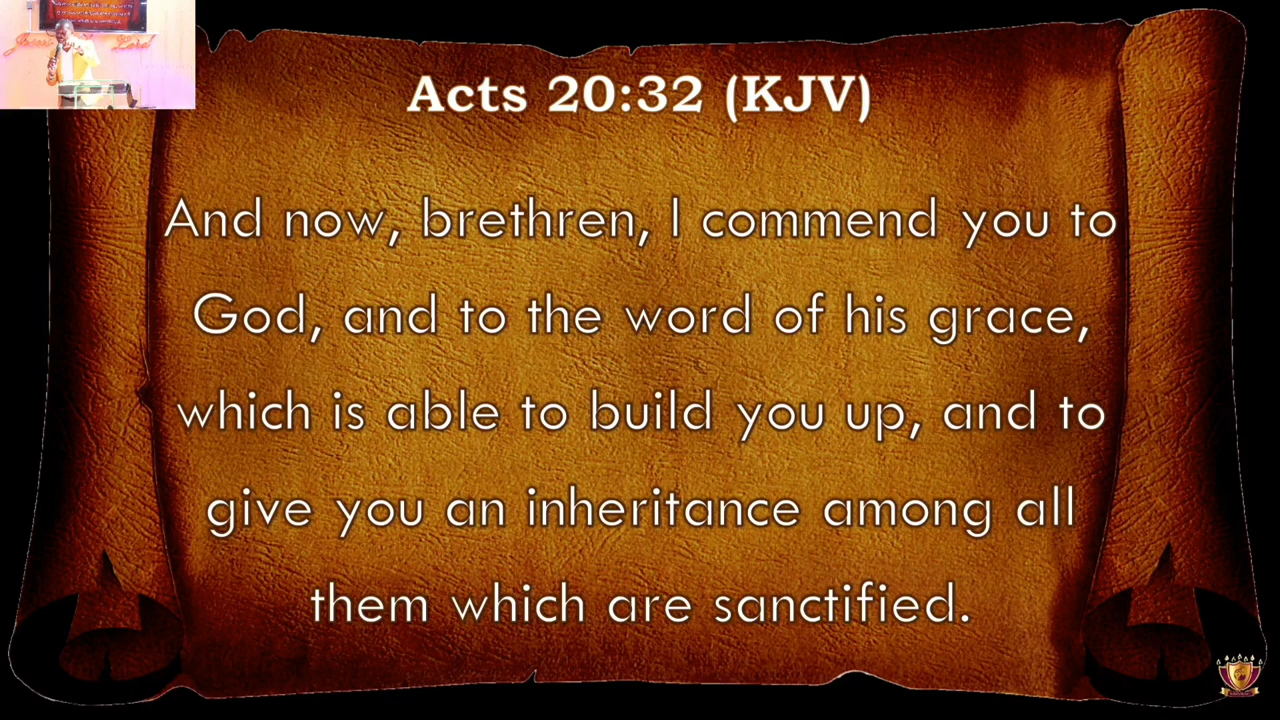 Acts 20:32 (KJV)
And now, brethren, I commend you to
God, and to the word of his grace,
which is able to build you up, and to
give you an inheritance among all
them which are sanctified.